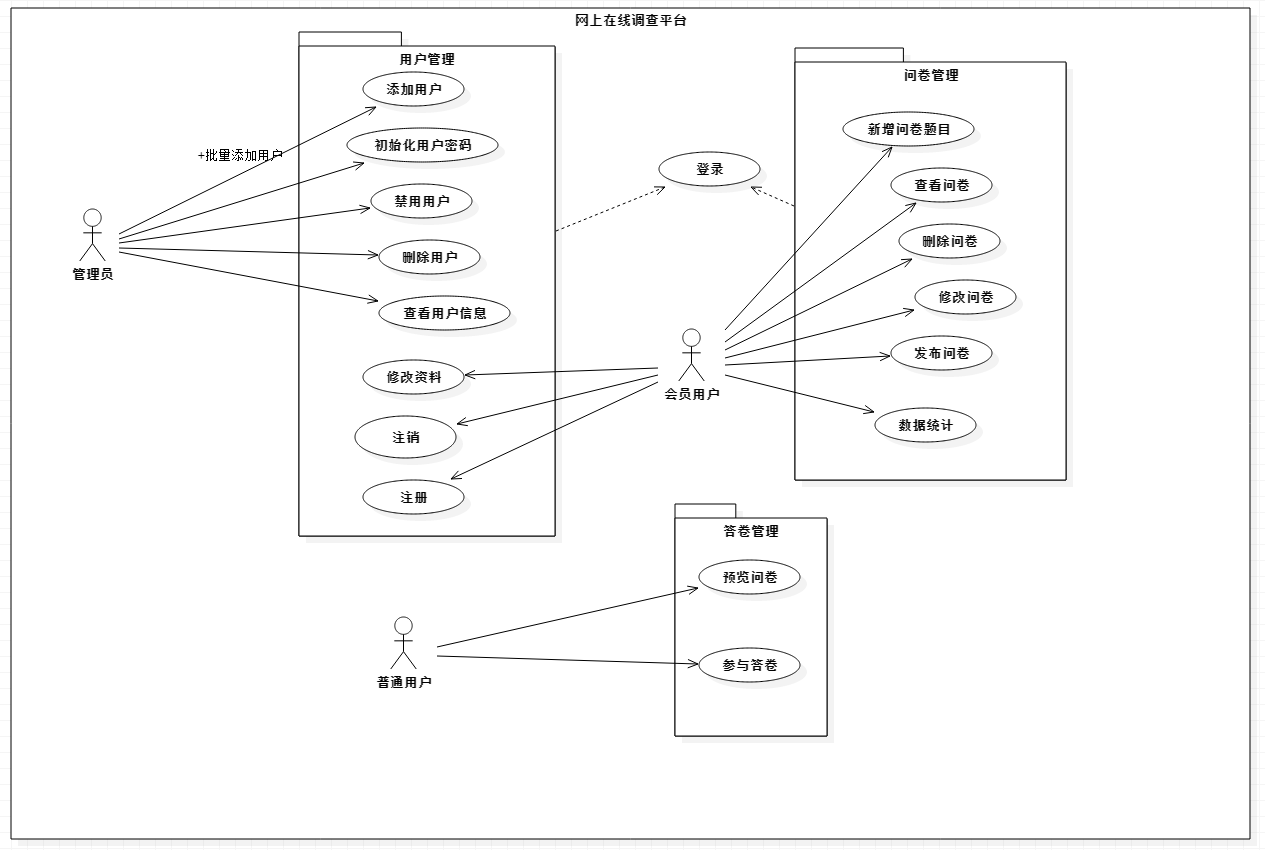 网上在线调查平台
用户管理
添加用户
+批量添加用户
初始化用户密码
禁用用户
删除用户
查看用户信息
修改资料
注销
注册
管理员
登录
会员用户
问卷管理
新增问卷题目
查看问卷
删除问卷
修改问卷
发布问卷
数据统计
答卷管理
预览问卷
参与答卷
普通用户